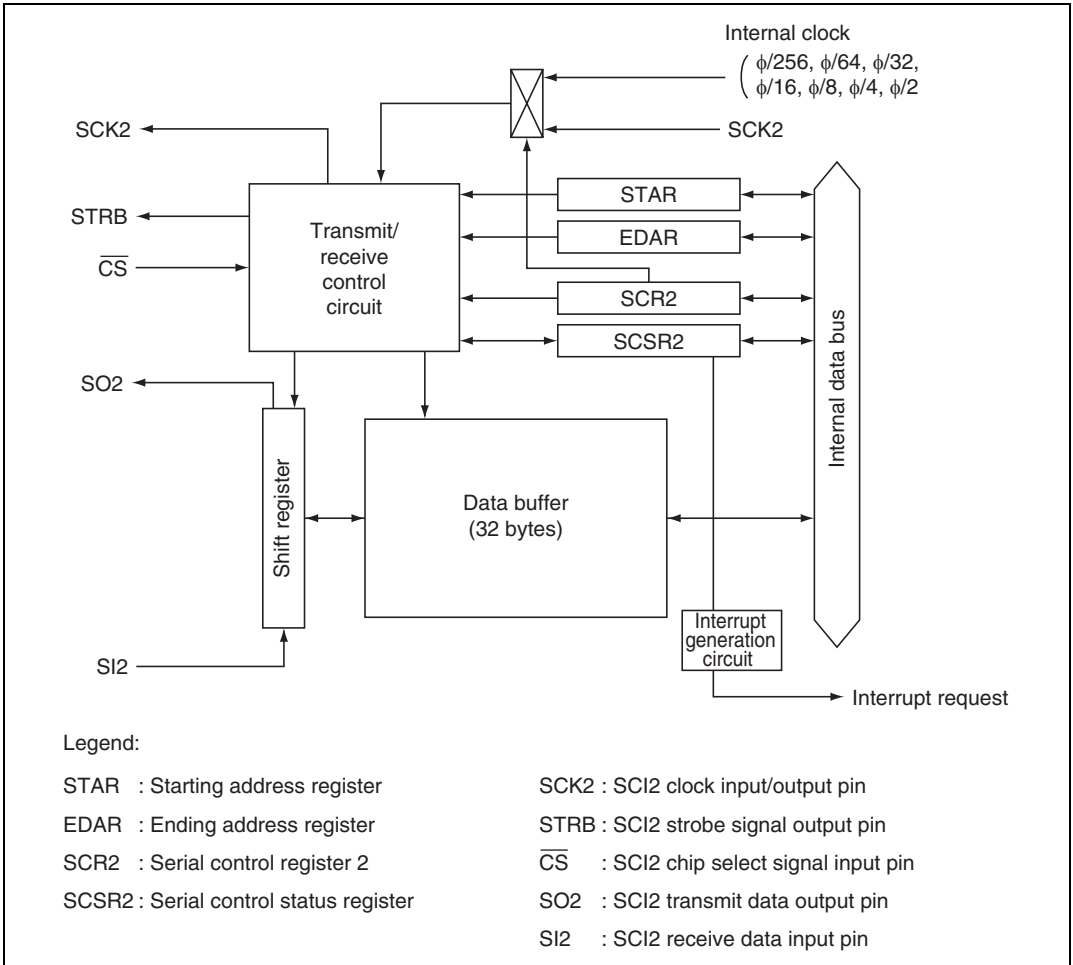 Internal clock
( ϕ/256, ϕ/64, ϕ/32,
ϕ/16, ϕ/8, ϕ/4, ϕ/2
SCK2
SCK2
STAR
STRB
EDAR
Transmit/
receive
control
circuit
C̅S̅
SCR2
SCSR2
SO2
Internal data bus
Shift register
Data buffer
(32 bytes)
Interrupt
generation
circuit
SI2
Interrupt request
Legend:
STAR : Starting address register
EDAR : Ending address register
SCR2 : Serial control register 2
SCSR2 : Serial control status register
SCK2 : SCI2 clock input/output pin
STRB : SCI2 strobe signal output pin
C̅S̅ : SCI2 chip select signal input pin
SO2 : SCI2 transmit data output pin
SI2 : SCI2 receive data input pin